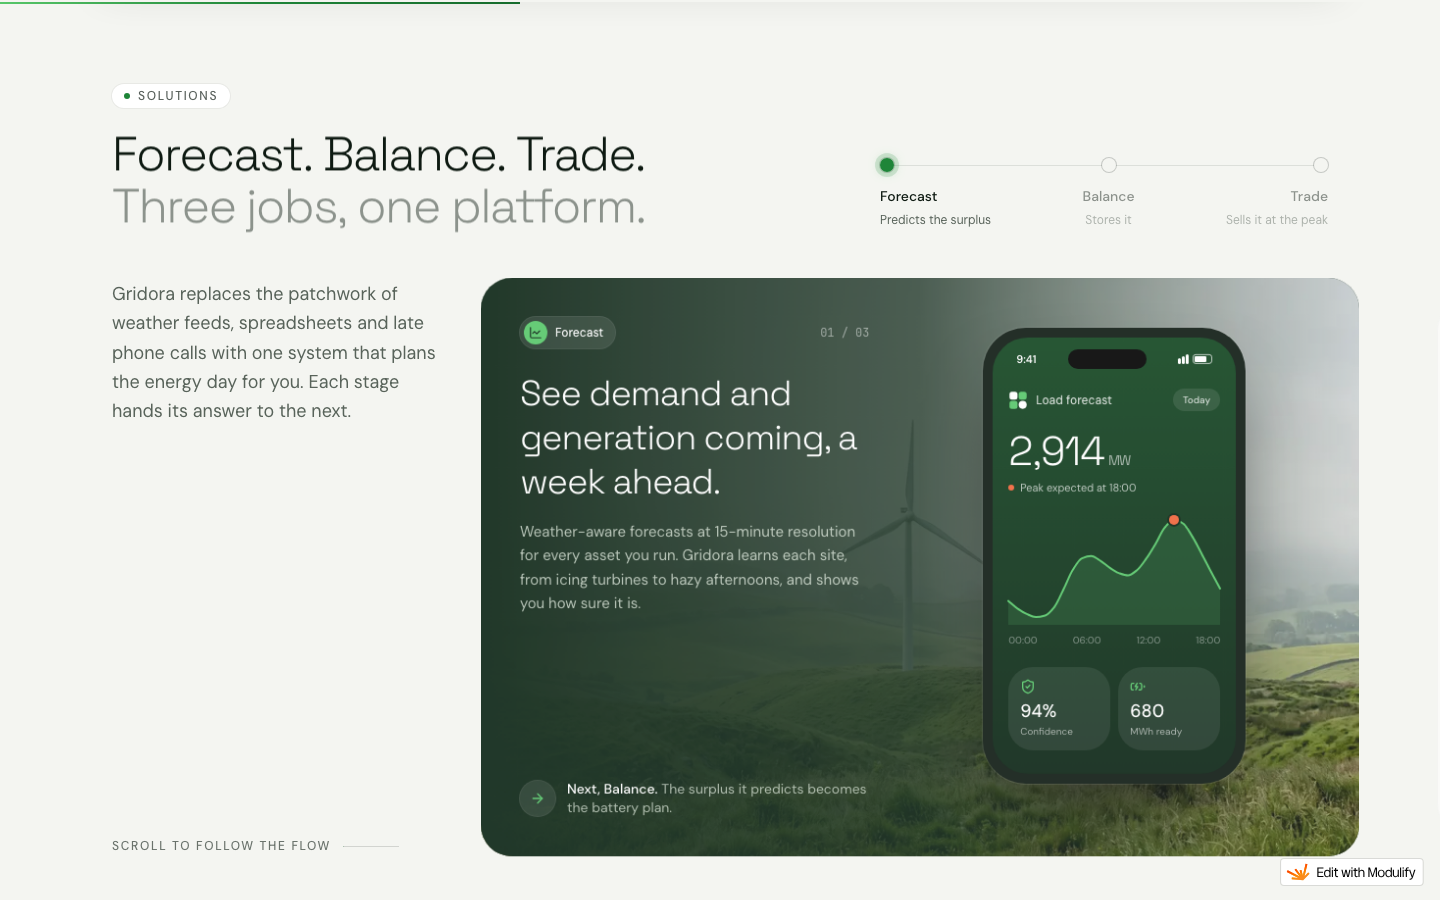 SOLUTIONS
Forecast. Balance. Trade.
Three jobs, one platform.
Forecast
Predicts the surplus
Balance
Stores it
Trade
Sells it at the peak
Gridora replaces the patchwork of
weather feeds, spreadsheets and late
phone calls with one system that plans
the energy day for you. Each stage
hands its answer to the next.
SCROLL TO FOLLOW THE FLOW
Forecast
01 / 03
See demand and
generation coming, a
week ahead.
Weather-aware forecasts at 15-minute resolution
for every asset you run. Gridora learns each site,
from icing turbines to hazy afternoons, and shows
you how sure it is.
Next, Balance. The surplus it predicts becomes
the battery plan.
9:41
Load forecast
Today
2,914 MW
Peak expected at 18:00
00:00 06:00 12:00 18:00
94%
Confidence
680
MWh ready
Edit with Modulify